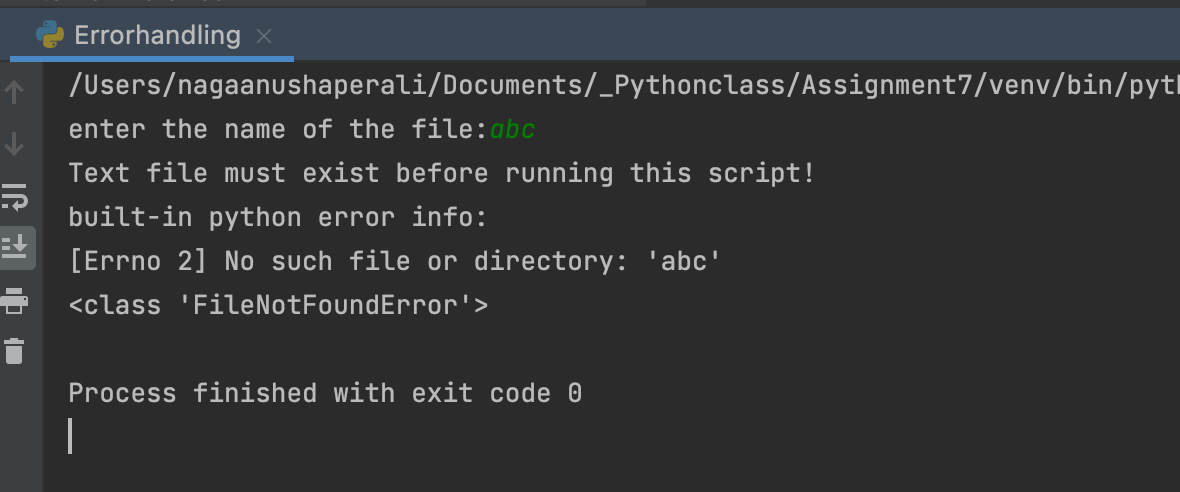 Errorhandling
/Users/nagaanushaperali/Documents/_Pythonclass/Assignment7/venv/bin/pyth
enter the name of the file:abc
Text file must exist before running this script!
built-in python error info:
[Errno 2] No such file or directory: 'abc'
<class 'FileNotFoundError'>
Process finished with exit code 0